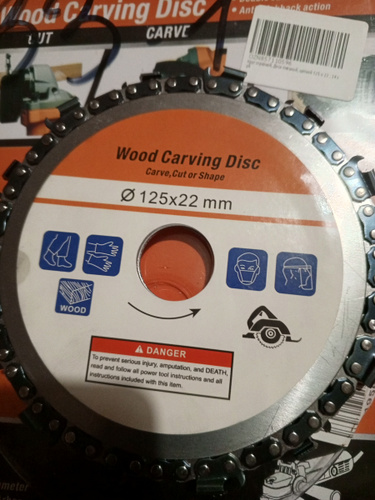 Wood Carving Disc
CUT
CARVE
Wood Carving Disc
Carve, Cut or Shape
Ø 125x22 mm
WOOD
DANGER
To prevent serious injury, amputation, and DEATH,
read and follow all power tool instructions and all
instructions included with this item.